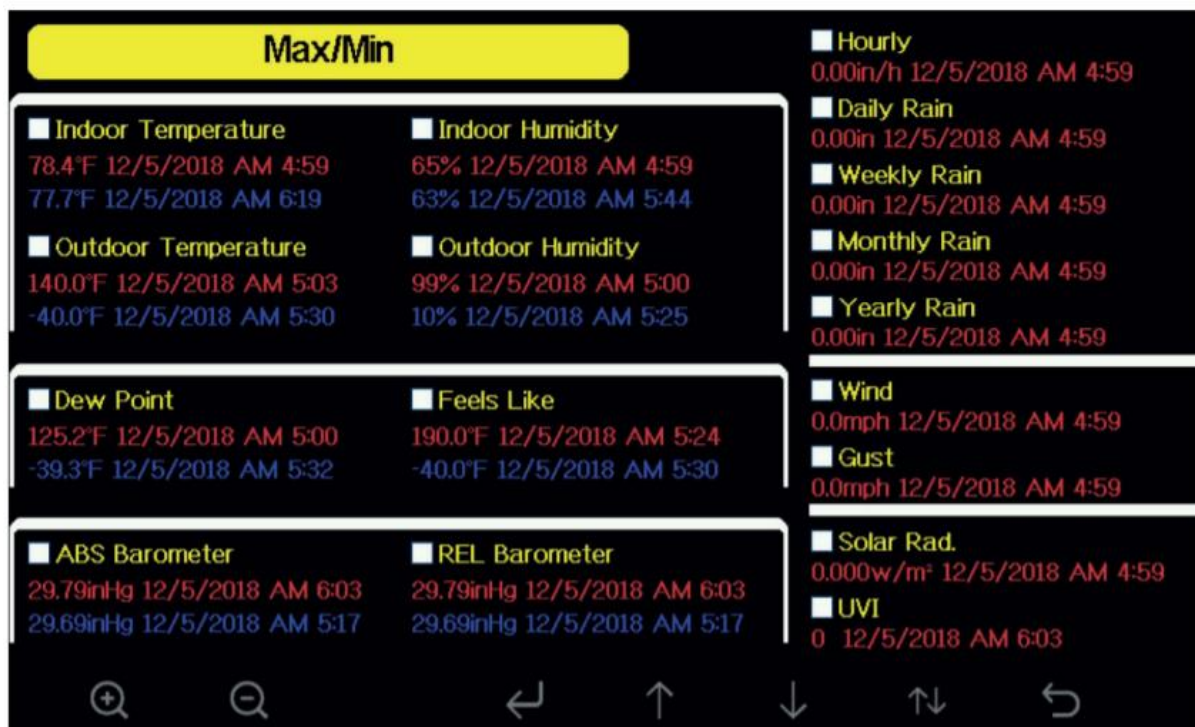 Max/Min
Indoor Temperature
78.4°F 12/5/2018 AM 4:59
77.7°F 12/5/2018 AM 6:19
Indoor Humidity
65% 12/5/2018 AM 4:59
63% 12/5/2018 AM 5:44
Outdoor Temperature
140.0°F 12/5/2018 AM 5:03
-40.0°F 12/5/2018 AM 5:30
Outdoor Humidity
99% 12/5/2018 AM 5:00
10% 12/5/2018 AM 5:25
Dew Point
125.2°F 12/5/2018 AM 5:00
-39.3°F 12/5/2018 AM 5:32
Feels Like
190.0°F 12/5/2018 AM 5:24
-40.0°F 12/5/2018 AM 5:30
ABS Barometer
29.79inHg 12/5/2018 AM 6:03
29.69inHg 12/5/2018 AM 5:17
REL Barometer
29.79inHg 12/5/2018 AM 6:03
29.69inHg 12/5/2018 AM 5:17
Hourly
0.00in/h 12/5/2018 AM 4:59
Daily Rain
0.00in 12/5/2018 AM 4:59
Weekly Rain
0.00in 12/5/2018 AM 4:59
Monthly Rain
0.00in 12/5/2018 AM 4:59
Yearly Rain
0.00in 12/5/2018 AM 4:59
Wind
0.0mph 12/5/2018 AM 4:59
Gust
0.0mph 12/5/2018 AM 4:59
Solar Rad.
0.000w/m² 12/5/2018 AM 4:59
UVI
0 12/5/2018 AM 6:03